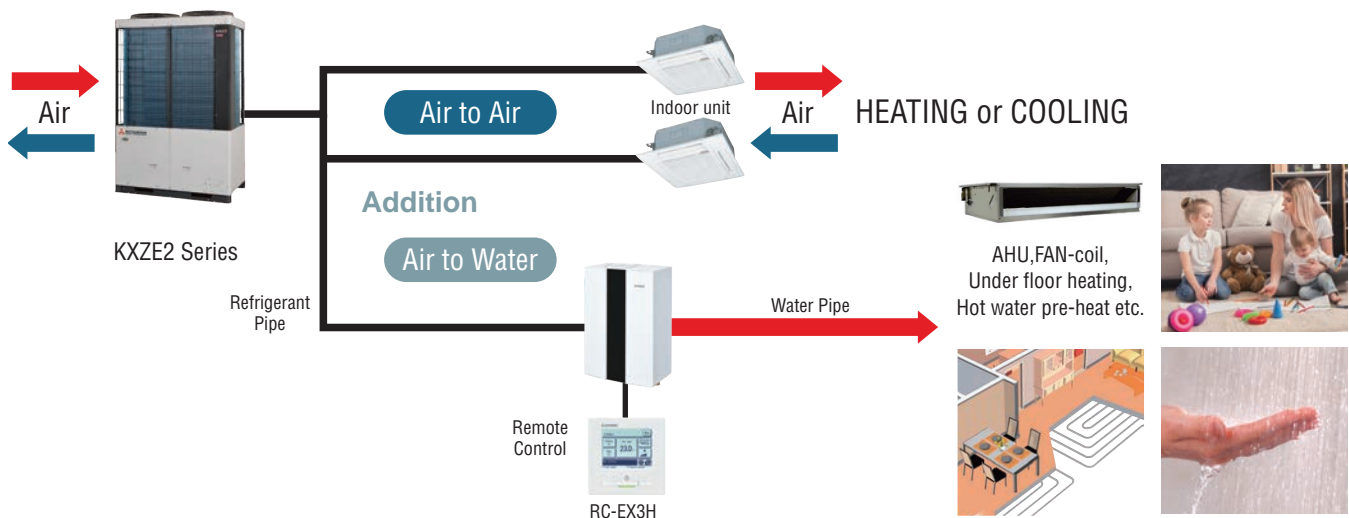 Air
KXZE2 Series
Air to Air
Indoor unit
Air
HEATING or COOLING
Addition
Air to Water
Refrigerant
Pipe
Water Pipe
AHU,FAN-coil,
Under floor heating,
Hot water pre-heat etc.
Remote
Control
RC-EX3H